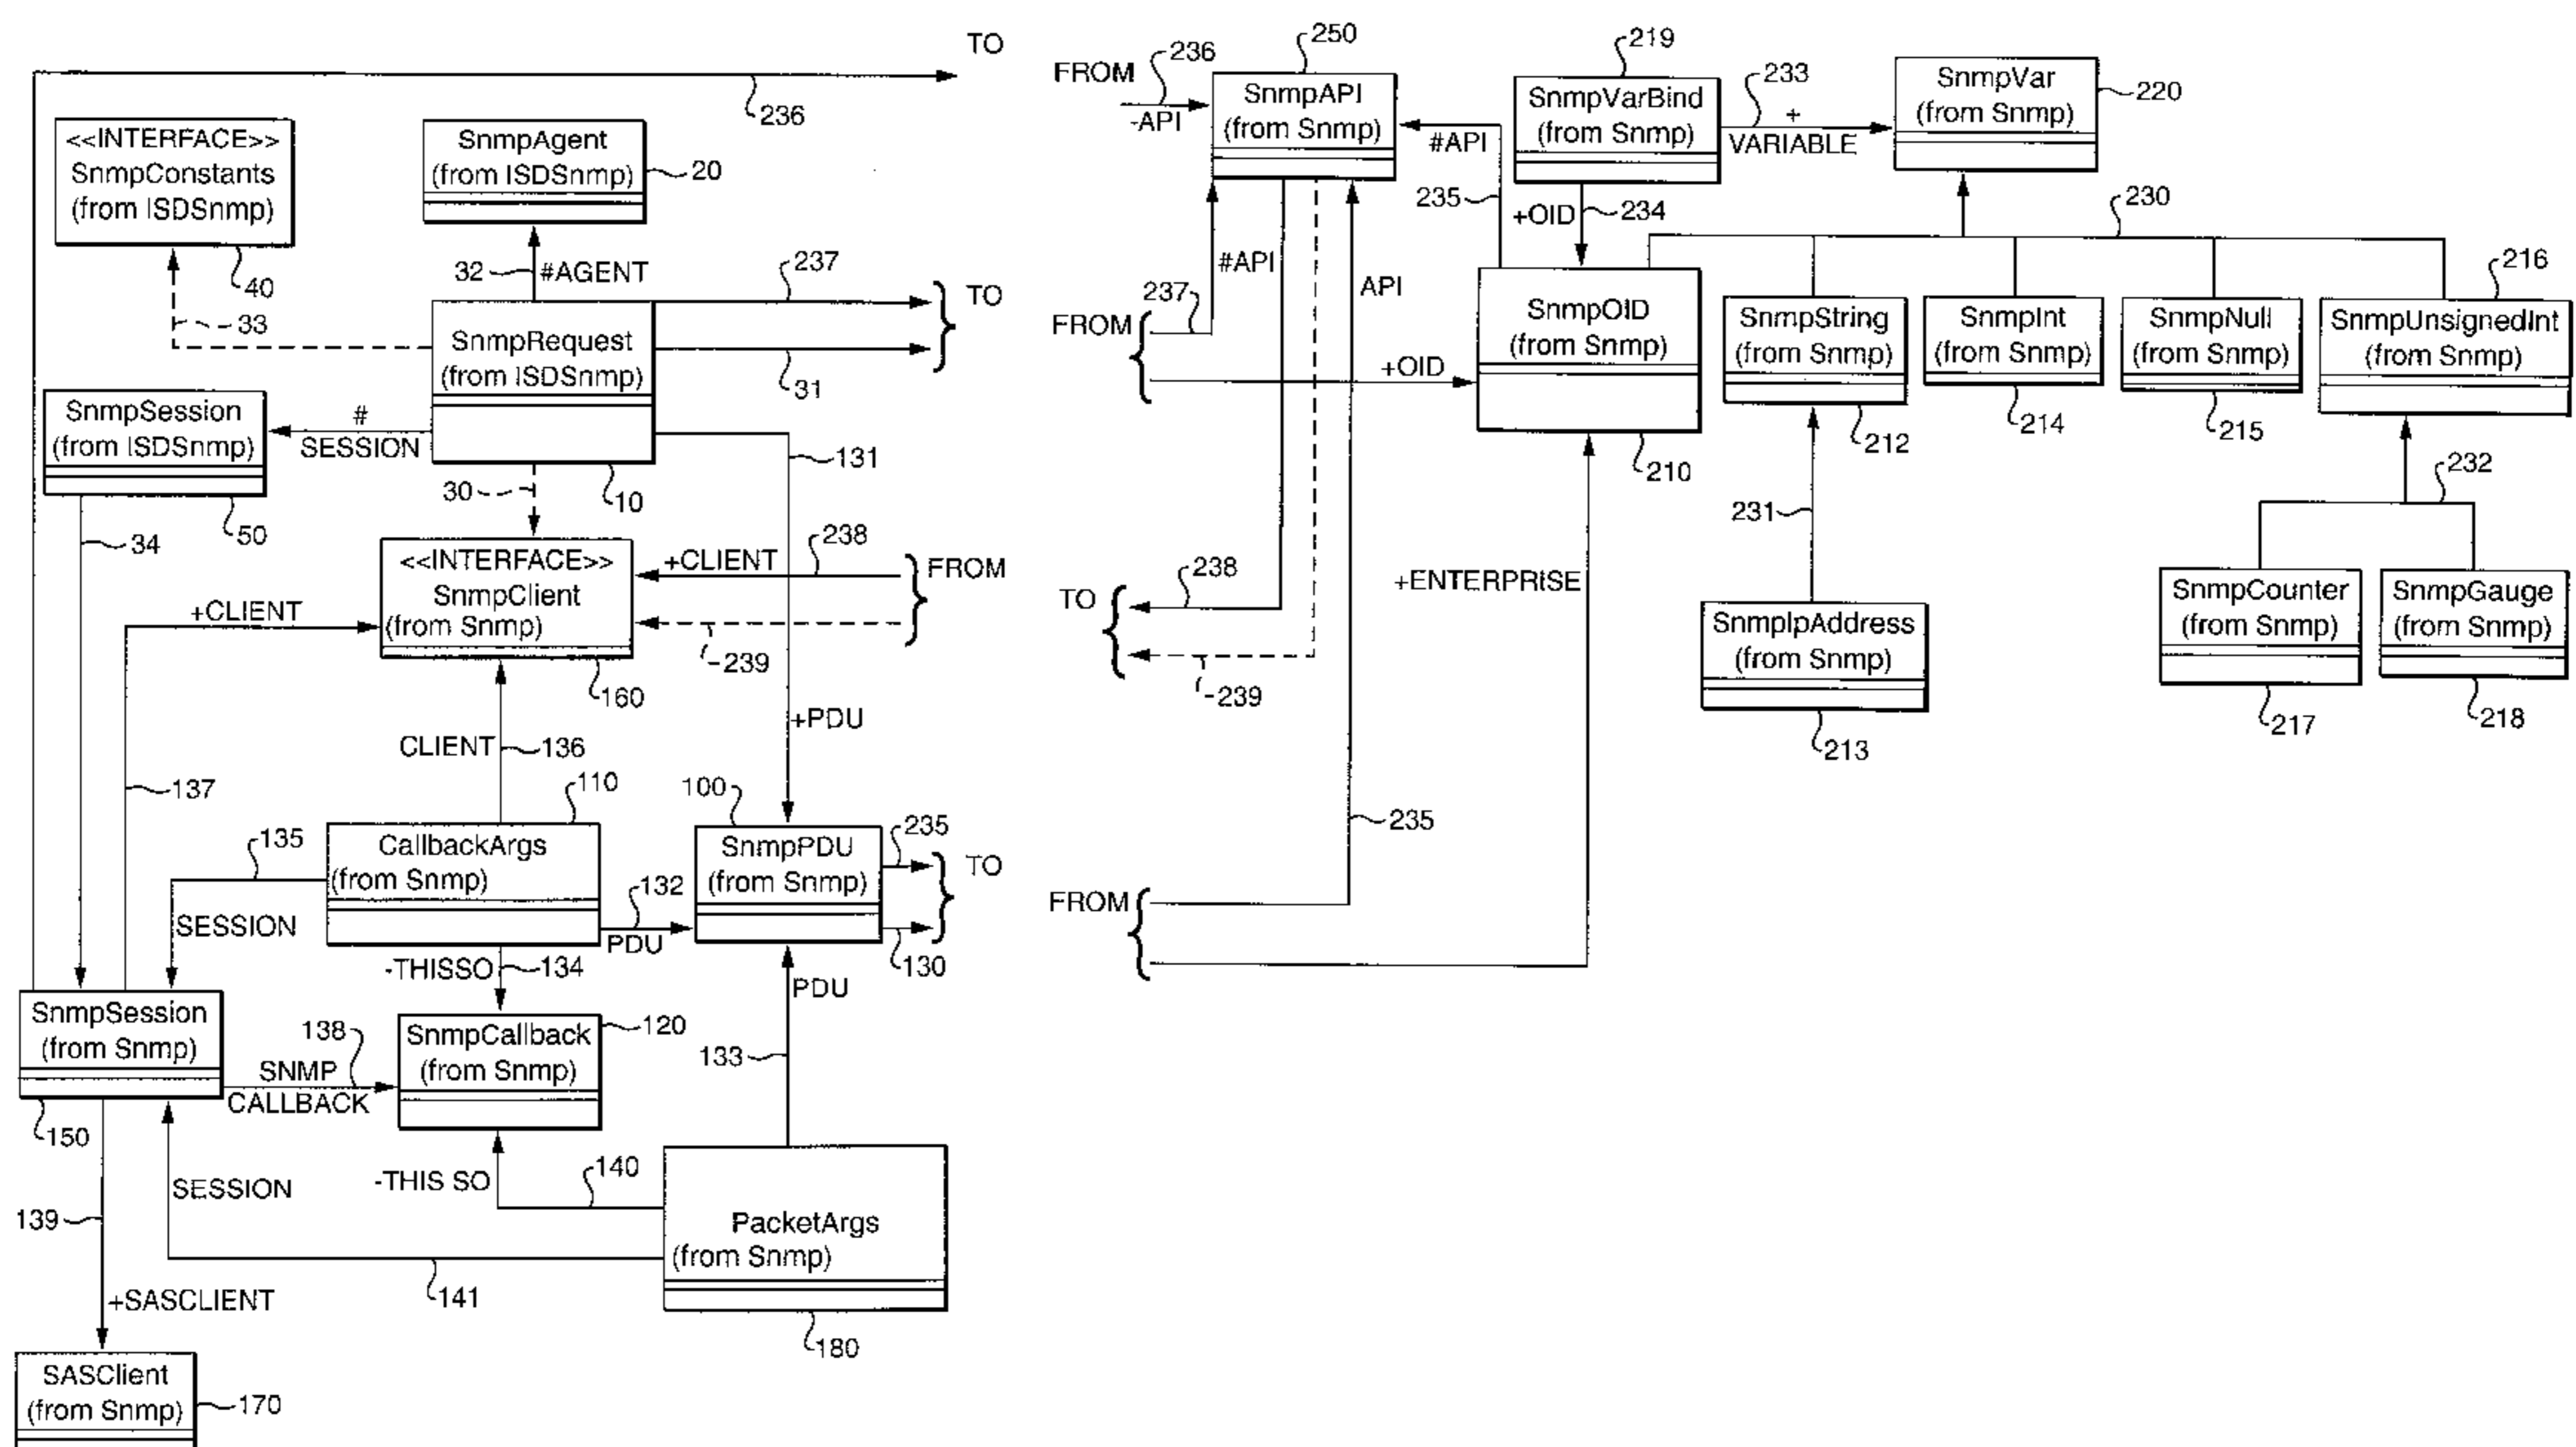 TO
236
<<INTERFACE>>
SnmpConstants
(from ISDSnmp)
40
SnmpAgent
(from ISDSnmp)
20
32
#AGENT
237
TO
33
SnmpRequest
(from ISDSnmp)
31
10
SnmpSession
(from ISDSnmp)
50
#
SESSION
131
30
34
<<INTERFACE>>
SnmpClient
(from Snmp)
160
+CLIENT
238
FROM
239
+CLIENT
+PDU
CLIENT
136
137
110
100
135
CallbackArgs
(from Snmp)
132
PDU
SnmpPDU
(from Snmp)
235
TO
130
SESSION
-THISSO
134
PDU
SnmpSession
(from Snmp)
150
138
SNMP
CALLBACK
SnmpCallback
(from Snmp)
120
133
-THIS SO
140
SESSION
139
PacketArgs
(from Snmp)
180
141
+SASCLIENT
SASClient
(from Snmp)
170
FROM
236
-API
250
SnmpAPI
(from Snmp)
219
SnmpVarBind
(from Snmp)
233
+
VARIABLE
SnmpVar
(from Snmp)
220
#API
235
+OID
234
230
#API
API
237
FROM
+OID
SnmpOID
(from Snmp)
210
SnmpString
(from Snmp)
212
SnmpInt
(from Snmp)
214
SnmpNull
(from Snmp)
215
216
SnmpUnsignedInt
(from Snmp)
231
232
TO
238
239
+ENTERPRISE
SnmpIpAddress
(from Snmp)
213
SnmpCounter
(from Snmp)
217
SnmpGauge
(from Snmp)
218
235
FROM